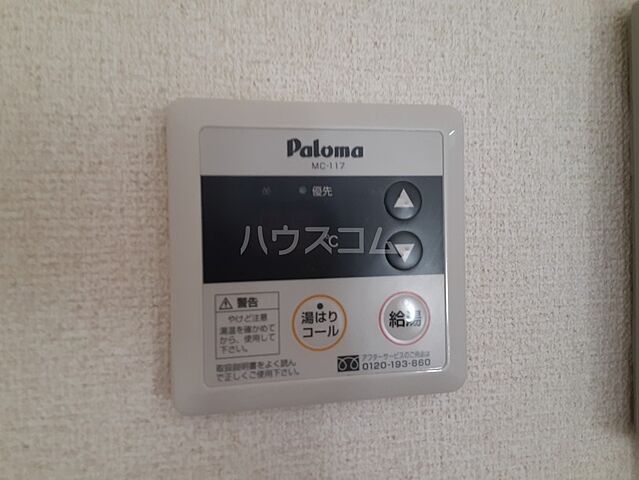 Paloma
MC-117
優先
ハウスコム
℃
警告
やけど注意
湯温を確かめて
から、使用して
下さい。
取扱説明書をよく読ん
で正しくご使用下さい。
湯はり
コール
給湯
アフターサービスのご用命は
0120-193-860